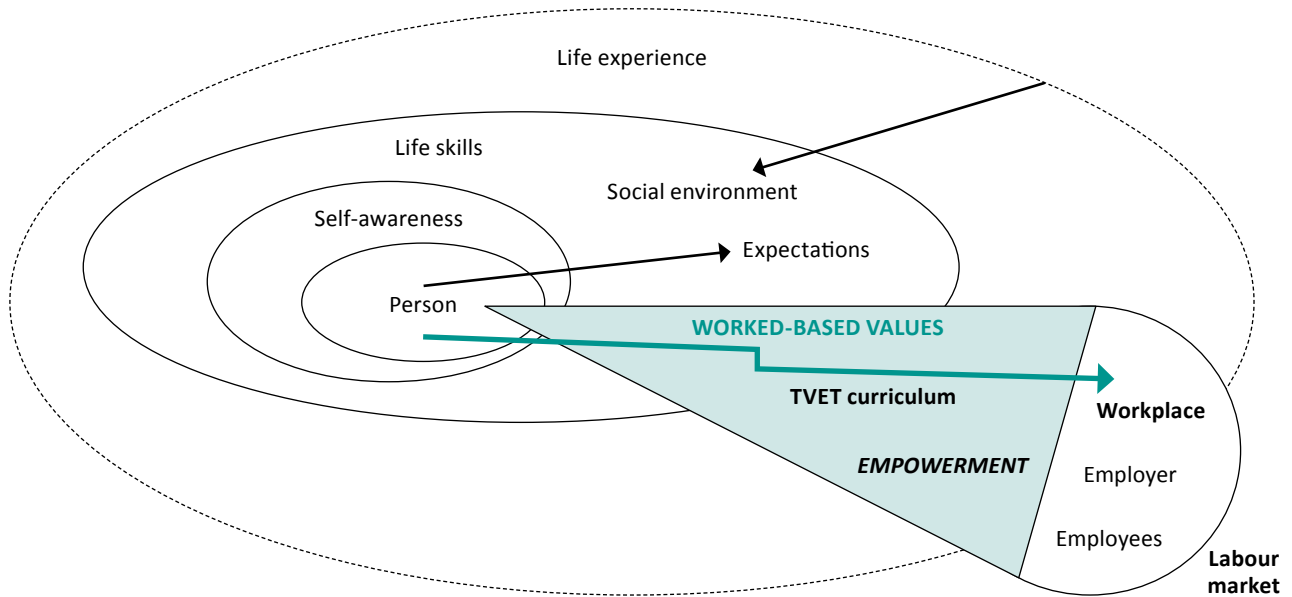 Life experience
Life skills
Social environment
Self-awareness
Expectations
Person
WORKED-BASED VALUES
TVET curriculum
Workplace
EMPOWERMENT
Employer
Employees
Labour
market